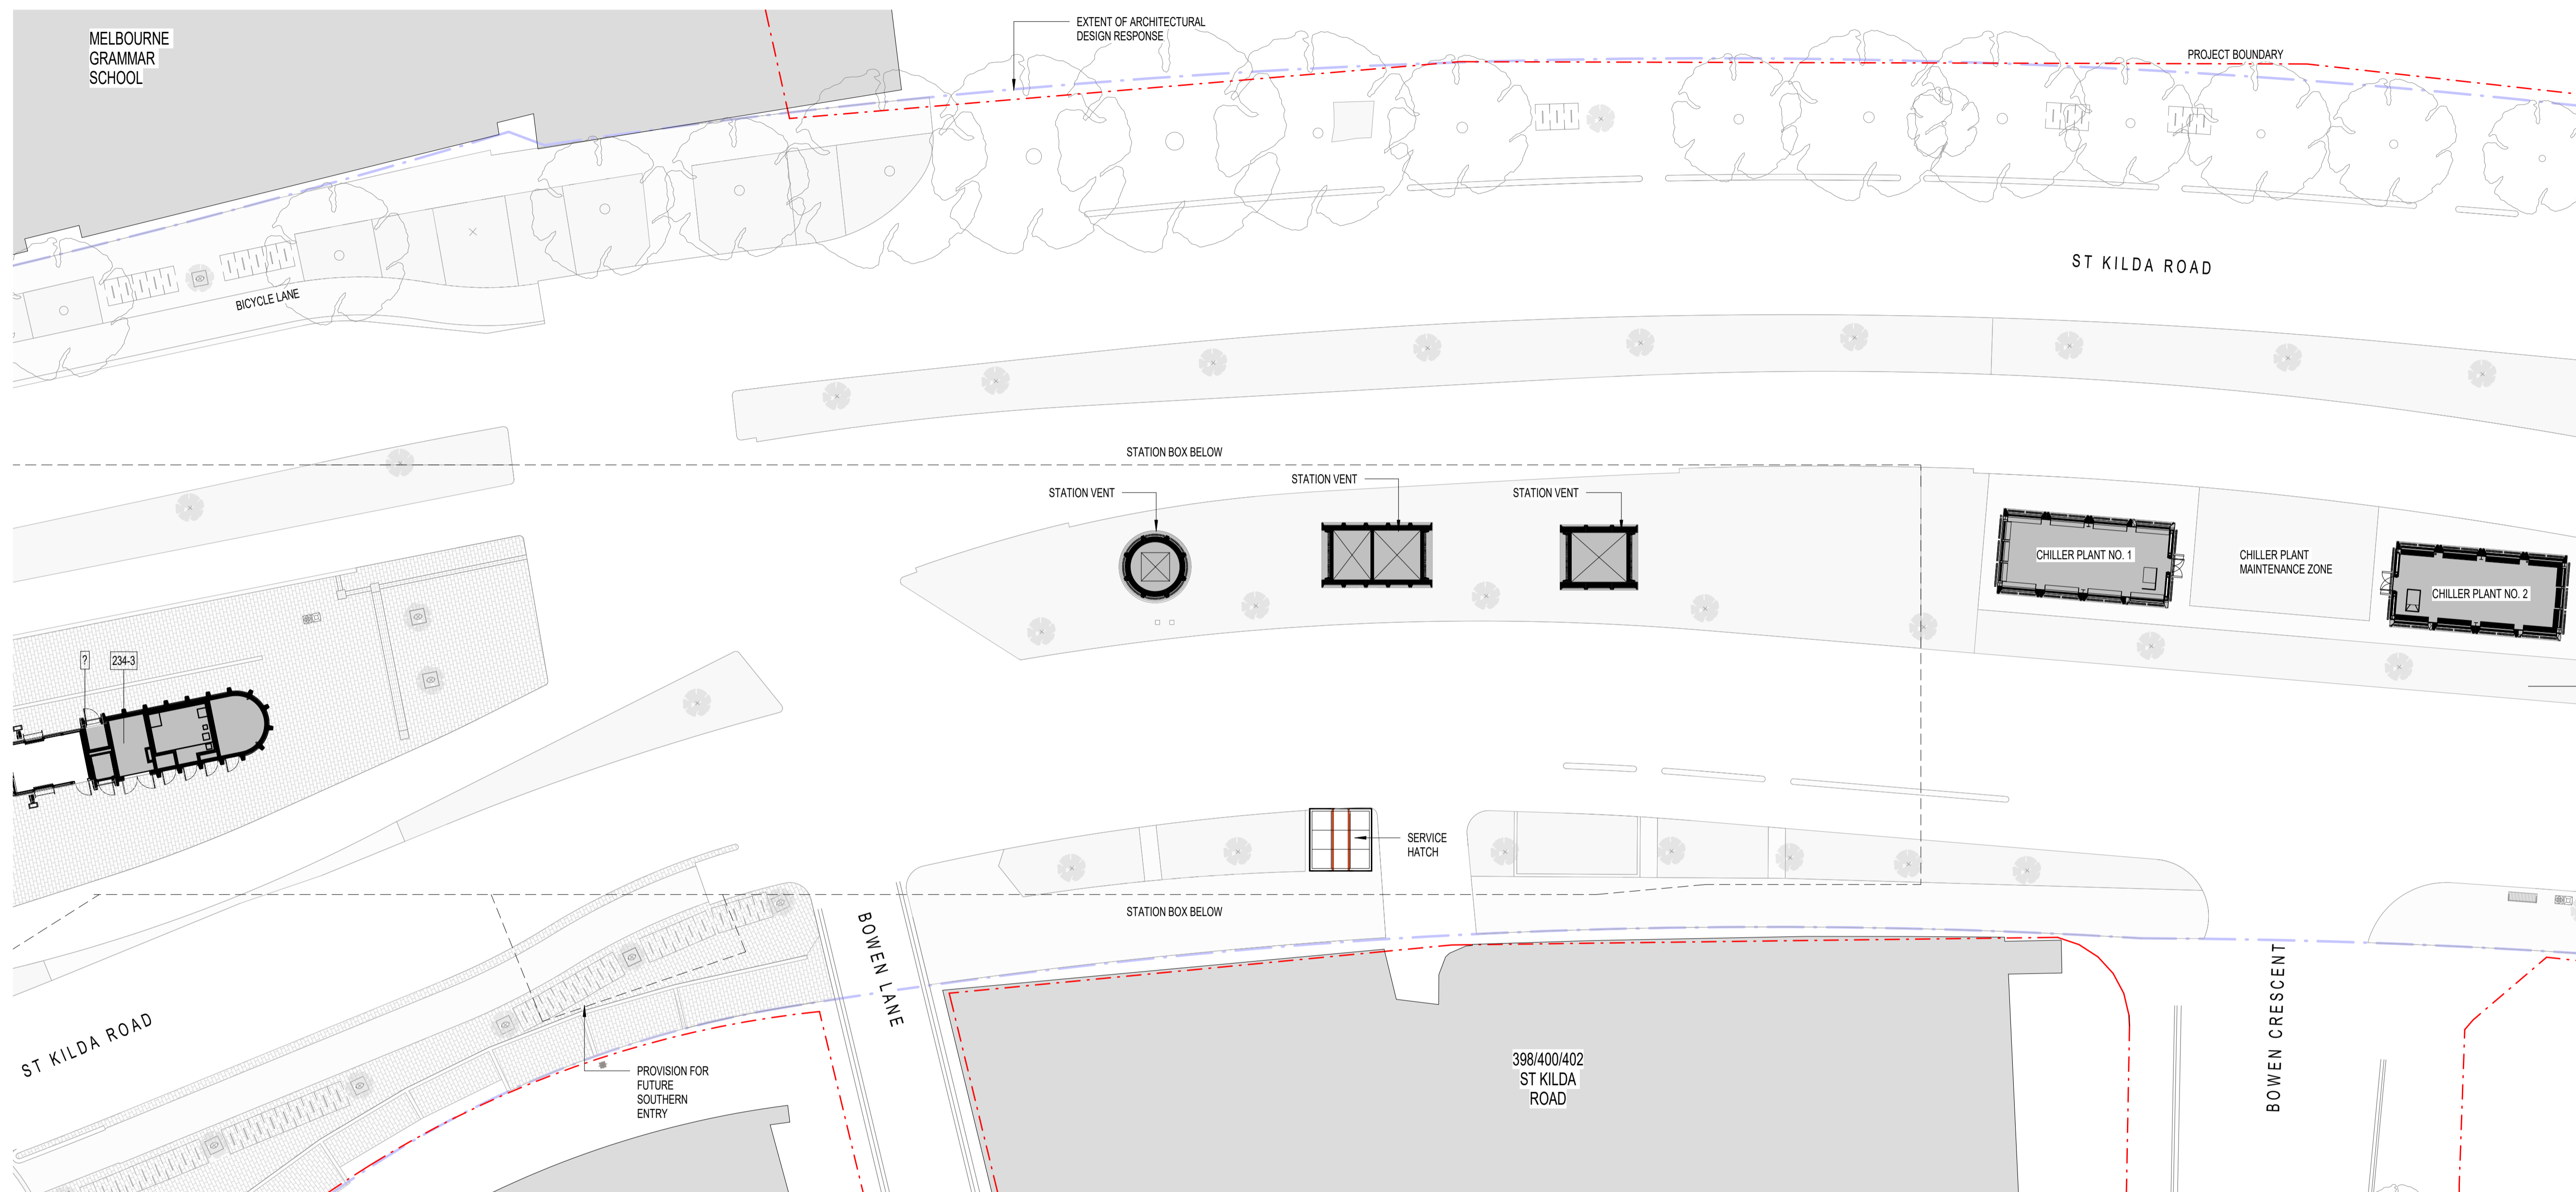 MELBOURNE
GRAMMAR
SCHOOL
EXTENT OF ARCHITECTURAL
DESIGN RESPONSE
PROJECT BOUNDARY
ST KILDA ROAD
BICYCLE LANE
STATION BOX BELOW
STATION VENT
STATION VENT
STATION VENT
CHILLER PLANT NO. 1
CHILLER PLANT
MAINTENANCE ZONE
CHILLER PLANT NO. 2
?
234-3
SERVICE
HATCH
STATION BOX BELOW
BOWEN LANE
BOWEN CRESCENT
ST KILDA ROAD
PROVISION FOR
FUTURE
SOUTHERN
ENTRY
398/400/402
ST KILDA
ROAD